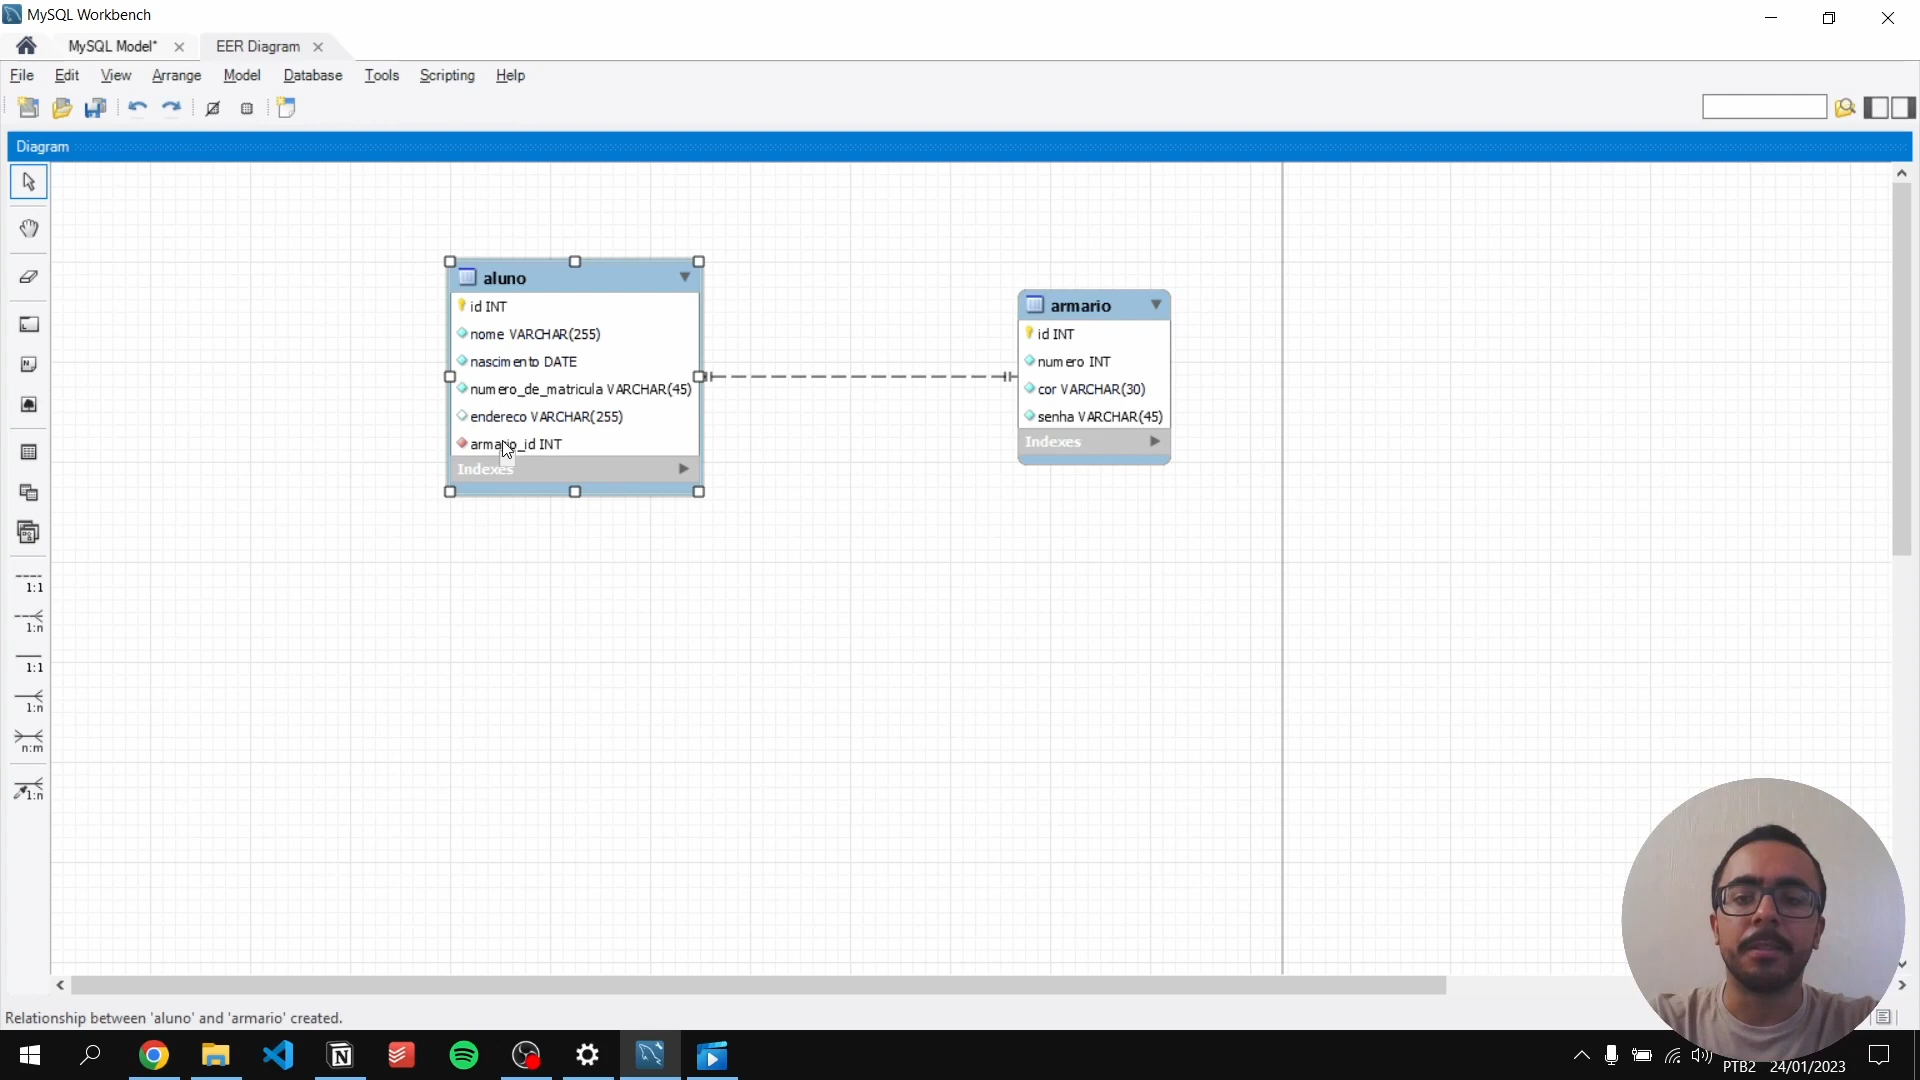 MySQL Workbench
MySQL Model*
EER Diagram
File Edit View Arrange Model Database Tools Scripting Help
Diagram
aluno
id INT
nome VARCHAR(255)
nascimento DATE
numero_de_matricula VARCHAR(45)
endereco VARCHAR(255)
armario_id INT
Indexes
armario
id INT
numero INT
cor VARCHAR(30)
senha VARCHAR(45)
Indexes
1:1
1:n
1:1
1:n
n:m
1:n
Relationship between 'aluno' and 'armario' created.
PTB2 24/01/2023